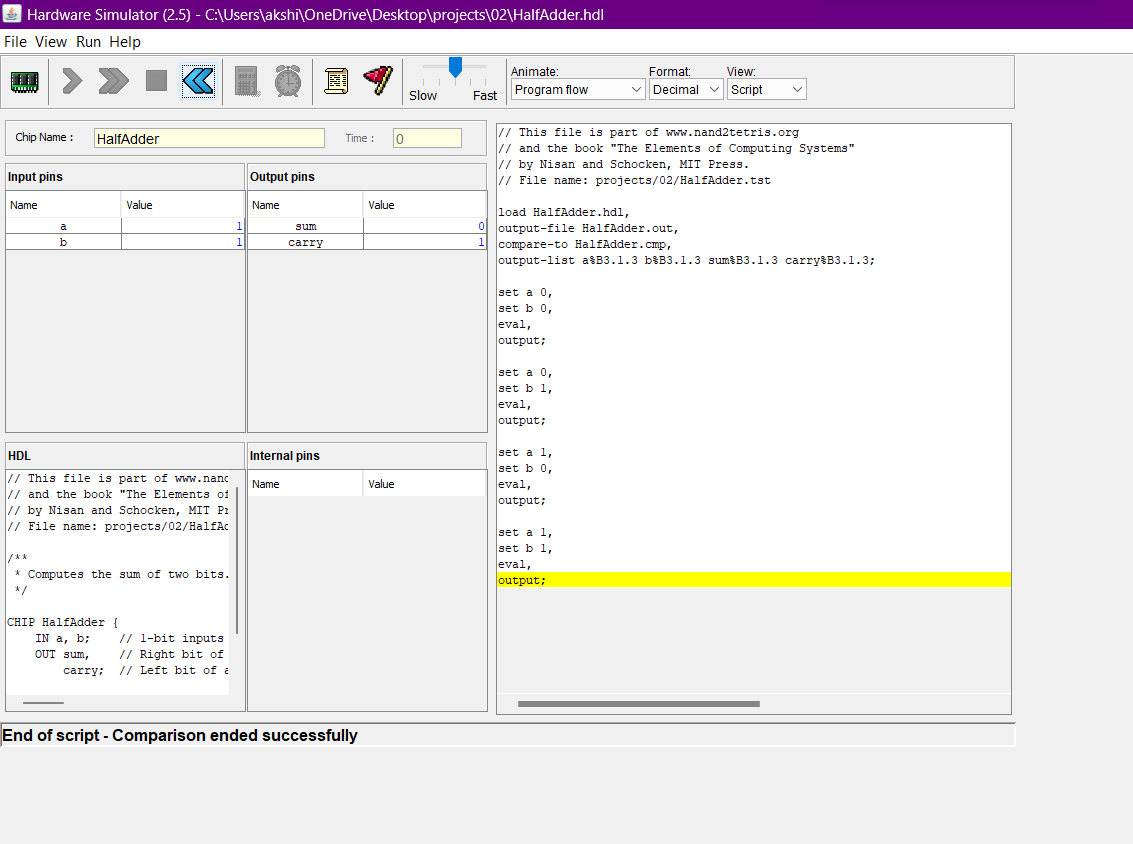 Hardware Simulator (2.5) - C:\Users\akshi\OneDrive\Desktop\projects\02\HalfAdder.hdl
File View Run Help
Slow Fast
Animate: Format: View:
Program flow Decimal Script
Chip Name : HalfAdder Time : 0
Input pins
Name Value
a 1
b 1
Output pins
Name Value
sum 0
carry 1
HDL
// This file is part of www.nand
// and the book "The Elements of
// by Nisan and Schocken, MIT Pr
// File name: projects/02/HalfAd
/**
* Computes the sum of two bits.
*/
CHIP HalfAdder {
IN a, b; // 1-bit inputs
OUT sum, // Right bit of
carry; // Left bit of a
Internal pins
Name Value
// This file is part of www.nand2tetris.org
// and the book "The Elements of Computing Systems"
// by Nisan and Schocken, MIT Press.
// File name: projects/02/HalfAdder.tst
load HalfAdder.hdl,
output-file HalfAdder.out,
compare-to HalfAdder.cmp,
output-list a%B3.1.3 b%B3.1.3 sum%B3.1.3 carry%B3.1.3;
set a 0,
set b 0,
eval,
output;
set a 0,
set b 1,
eval,
output;
set a 1,
set b 0,
eval,
output;
set a 1,
set b 1,
eval,
output;
End of script - Comparison ended successfully